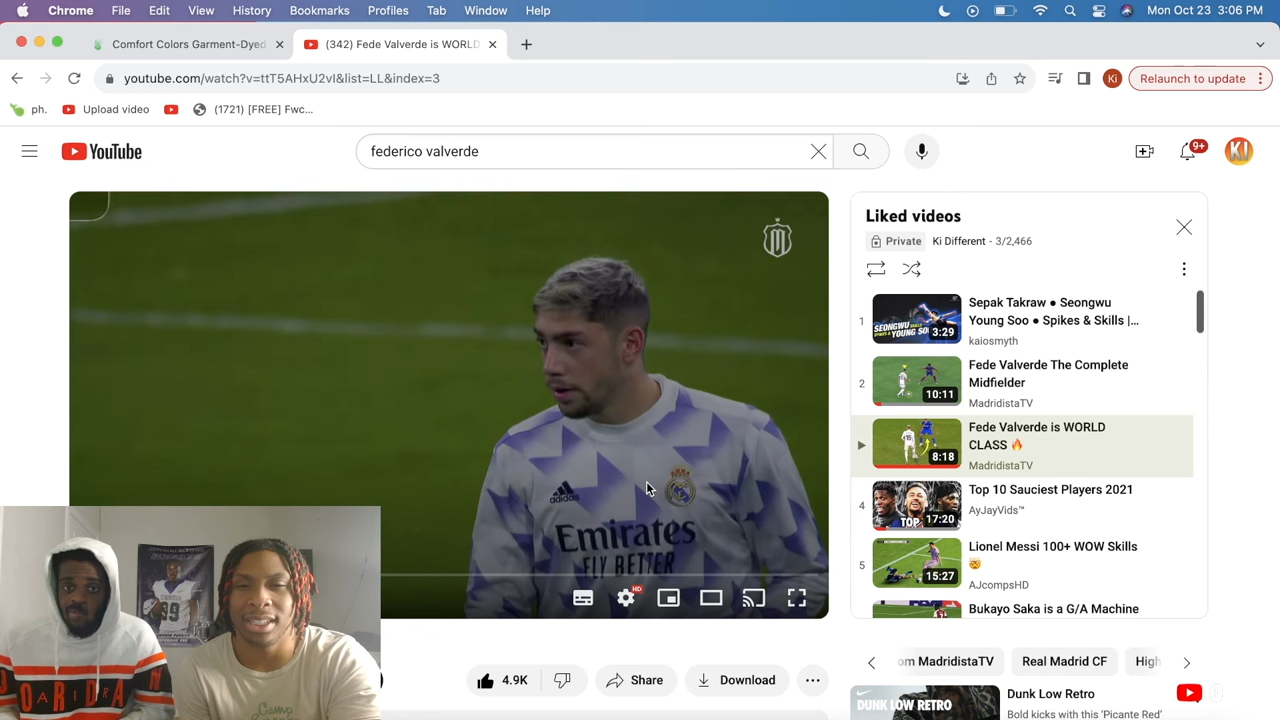 Chrome File Edit View History Bookmarks Profiles Tab Window Help Mon Oct 23 3:06 PM
Comfort Colors Garment-Dyed
(342) Fede Valverde is WORLD
youtube.com/watch?v=ttT5AHxU2vI&list=LL&index=3
Ki
Relaunch to update
ph.
Upload video
(1721) [FREE] Fwc...
YouTube
federico valverde
9+
KI
adidas
Emirates
FLY BETTER
HD
4.9K
Share
Download
Liked videos
Private
Ki Different - 3/2,466
1
3:29
Sepak Takraw ● Seongwu
Young Soo ● Spikes & Skills |...
kaiosmyth
2
10:11
Fede Valverde The Complete
Midfielder
MadridistaTV
8:18
Fede Valverde is WORLD
CLASS 🔥
MadridistaTV
4
TOP
17:20
Top 10 Sauciest Players 2021
AyJayVids™
5
15:27
Lionel Messi 100+ WOW Skills
🤯
AJcompsHD
Bukayo Saka is a G/A Machine
om MadridistaTV
Real Madrid CF
High
DUNK LOW RETRO
Dunk Low Retro
Bold kicks with this 'Picante Red'
39